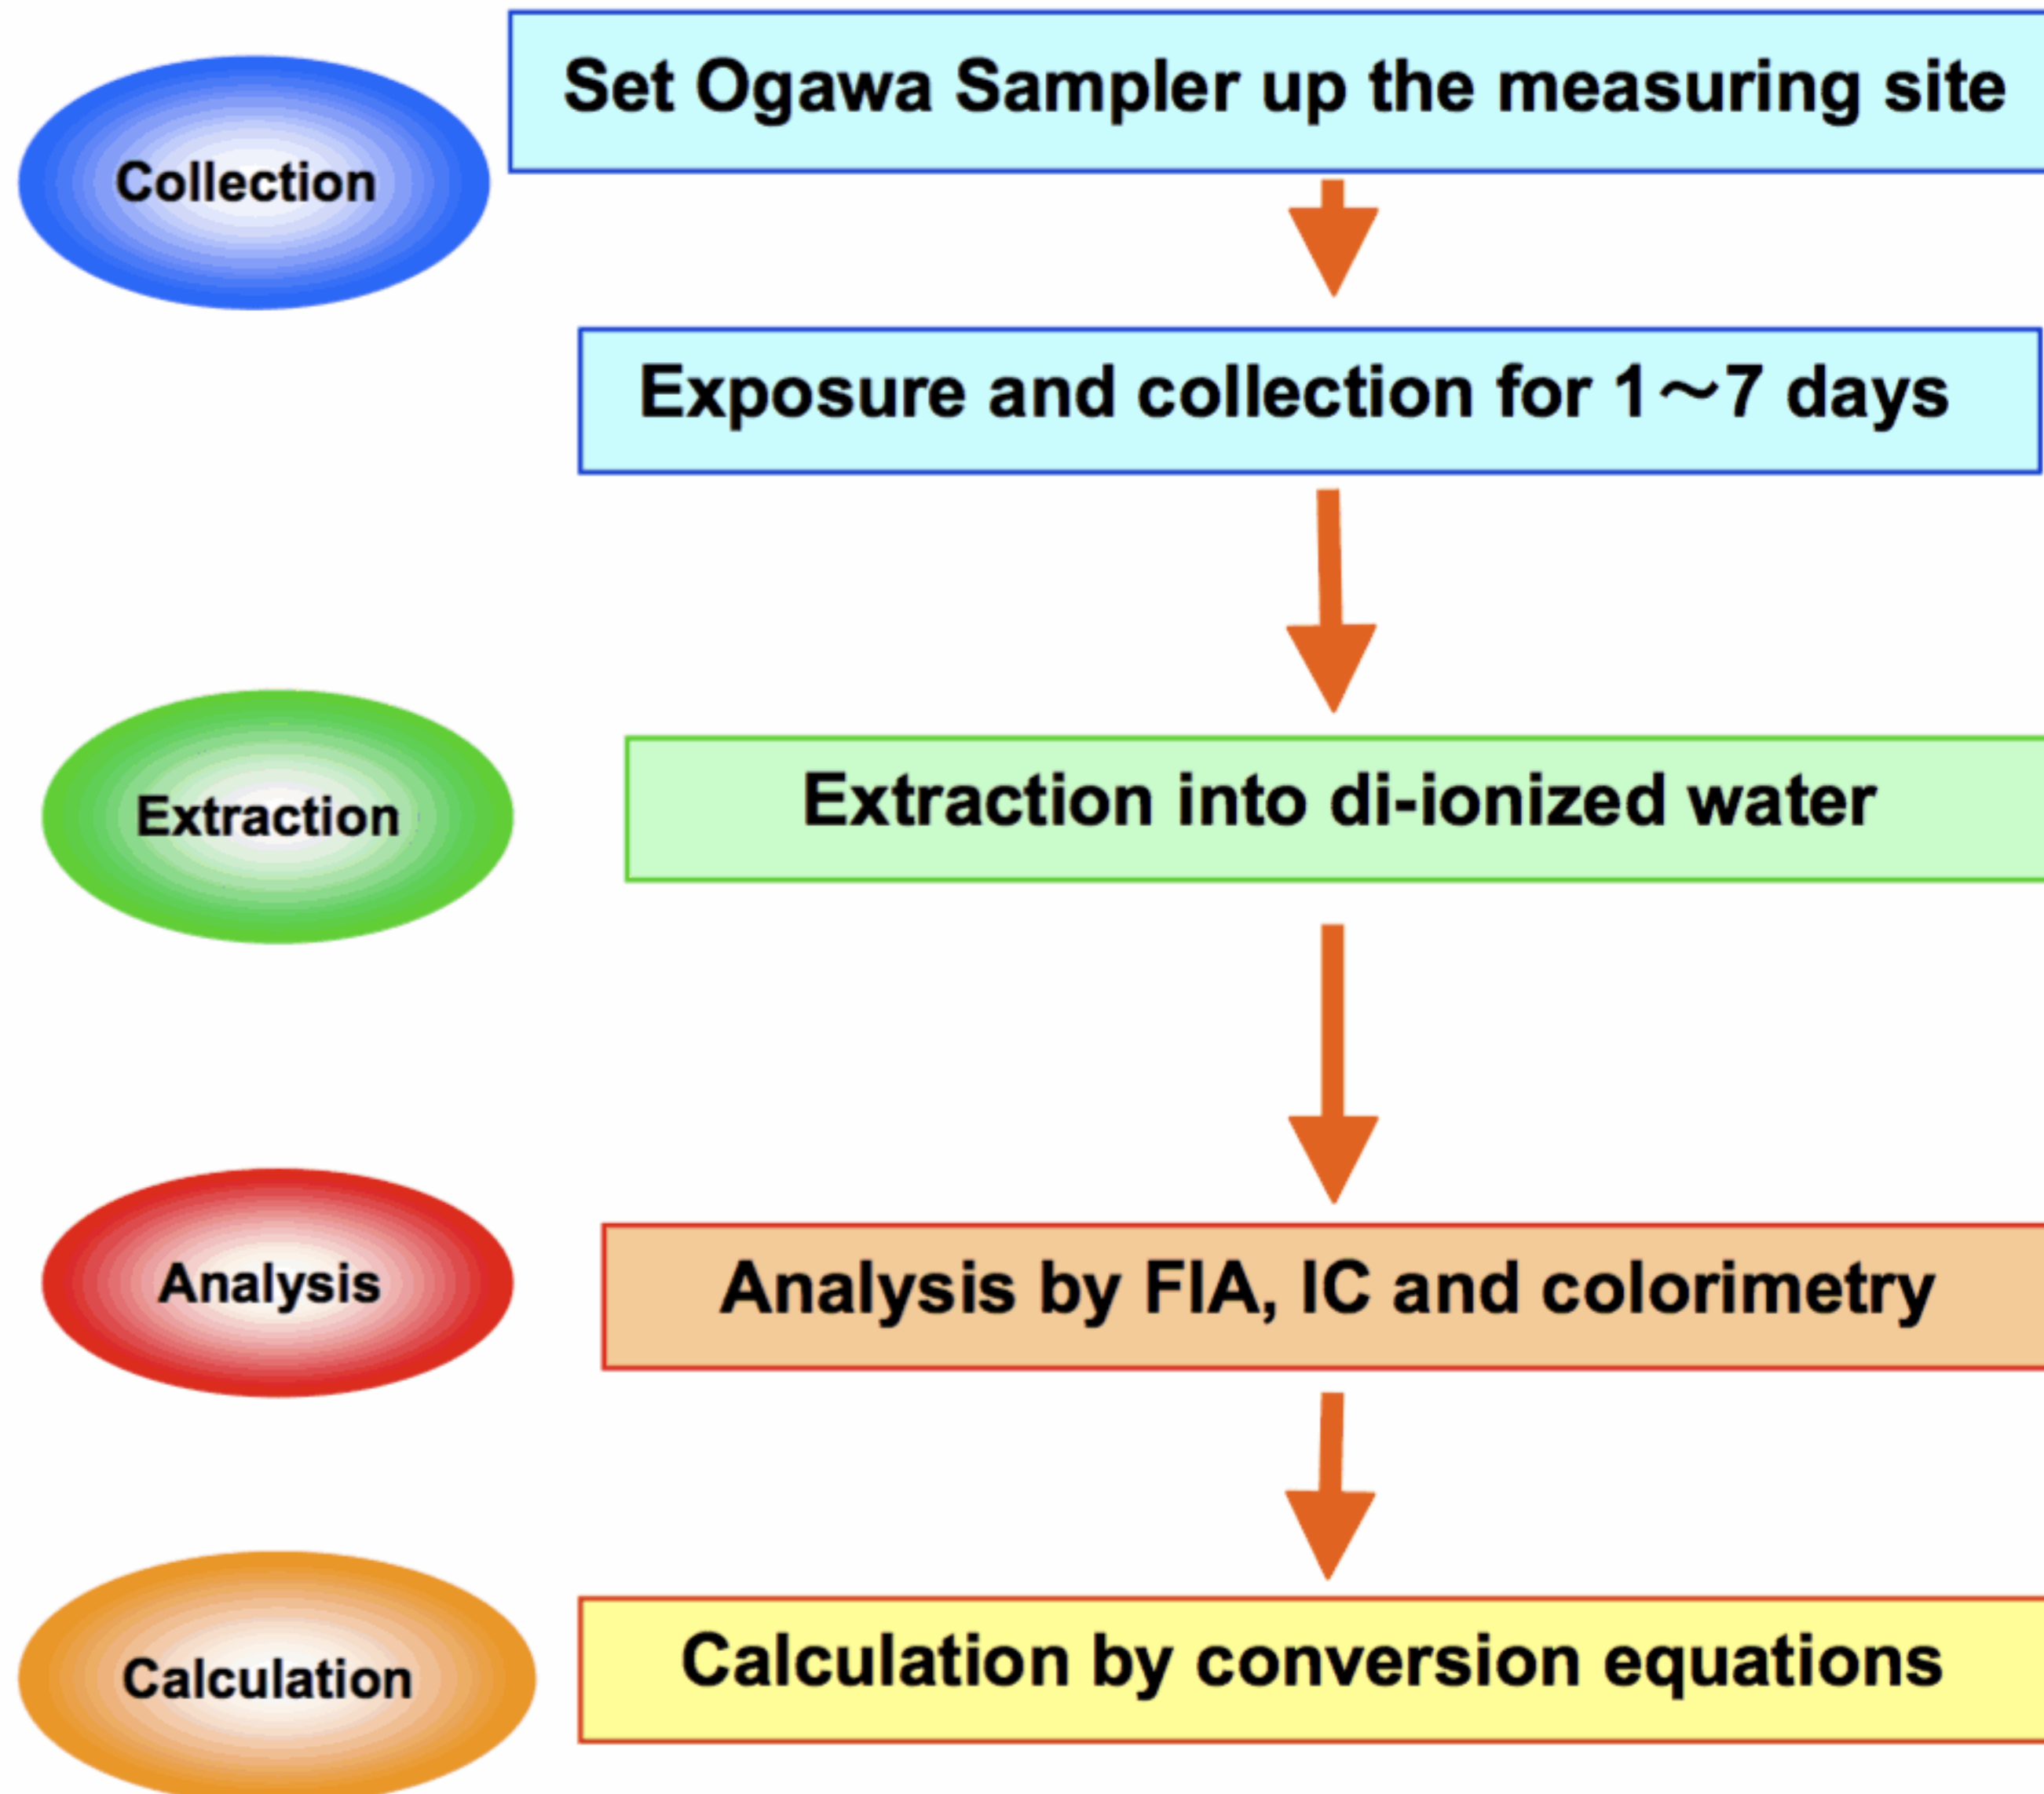 Collection
Set Ogawa Sampler up the measuring site
Exposure and collection for 1～7 days
Extraction
Extraction into di-ionized water
Analysis
Analysis by FIA, IC and colorimetry
Calculation
Calculation by conversion equations